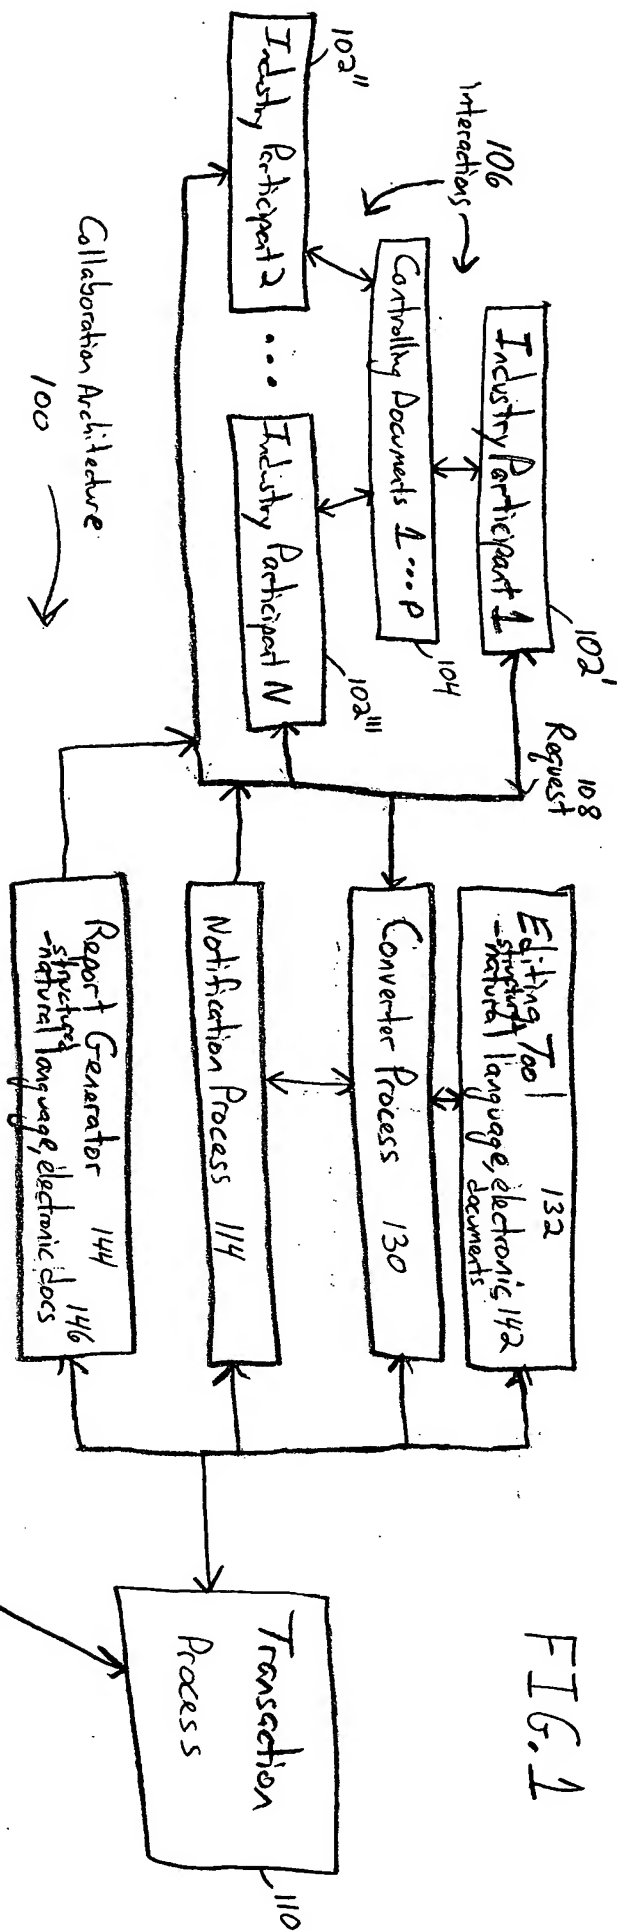 FIG. 1
106
Interactions
Industry Participant 1
102'
108
Request
Controlling Documents 1 ... P
104
102"
Industry Participant 2
...
Industry Participant N
102'''
Collaboration Architecture
100
Editing Tool 132
-structured
natural language, electronic 142
documents
Converter Process 130
Notification Process 114
Report Generator 144
-structured 146
natural language, electronic docs
Transaction
Process
110